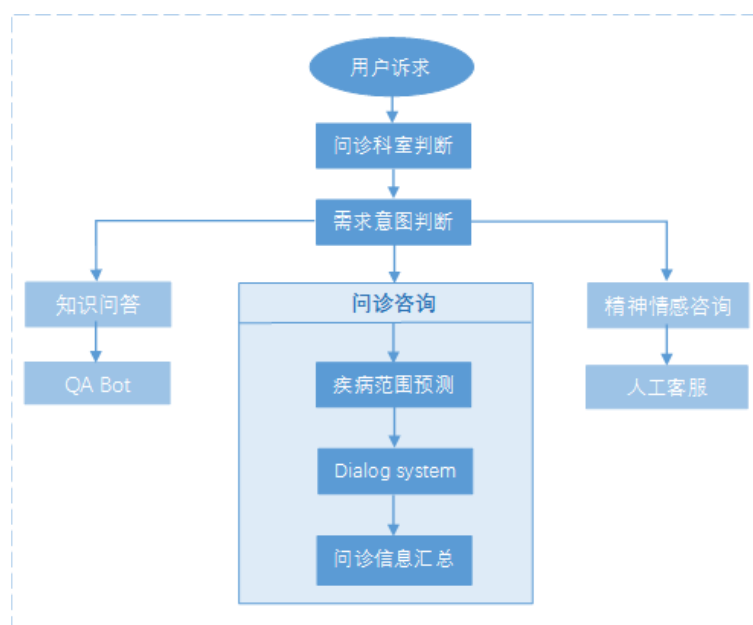 用户诉求
问诊科室判断
需求意图判断
知识问答
问诊咨询
精神情感咨询
QA Bot
疾病范围预测
人工客服
Dialog system
问诊信息汇总